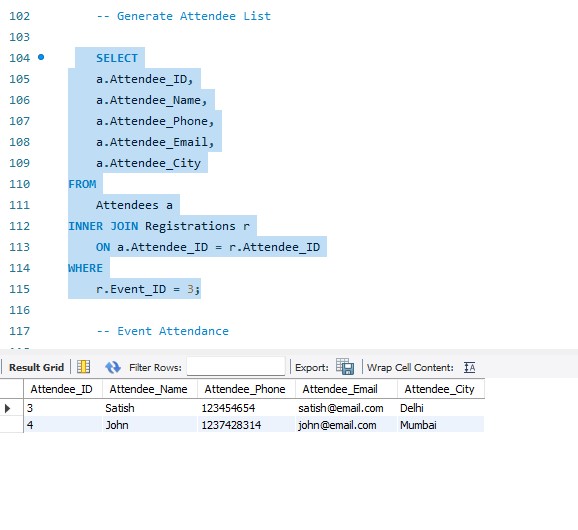 102 -- Generate Attendee List
103
104 SELECT
105 a.Attendee_ID,
106 a.Attendee_Name,
107 a.Attendee_Phone,
108 a.Attendee_Email,
109 a.Attendee_City
110 FROM
111 Attendees a
112 INNER JOIN Registrations r
113 ON a.Attendee_ID = r.Attendee_ID
114 WHERE
115 r.Event_ID = 3;
116
117 -- Event Attendance
Result Grid Filter Rows: Export: Wrap Cell Content:
Attendee_ID Attendee_Name Attendee_Phone Attendee_Email Attendee_City
3 Satish 123454654 satish@email.com Delhi
4 John 1237428314 john@email.com Mumbai